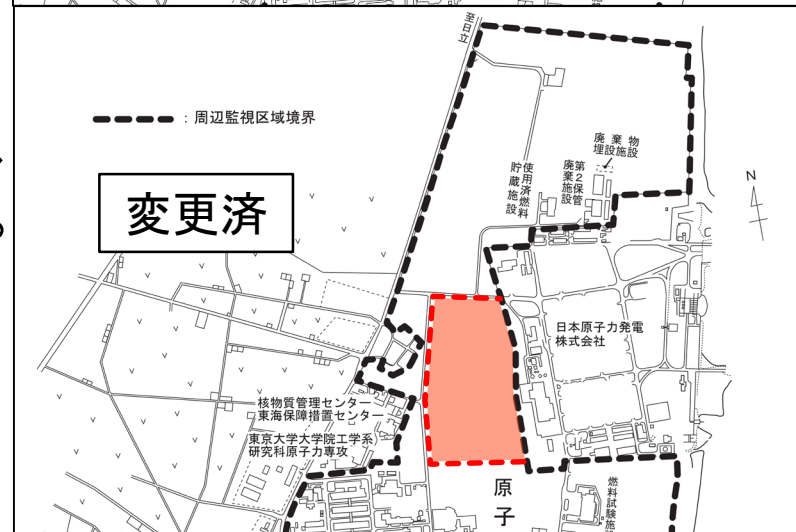 至日立
：周辺監視区域境界
変更済
廃棄物
埋設施設
第2保管
廃棄施設
使用済燃料
貯蔵施設
N
日本原子力発電
株式会社
核物質管理センター
東海保障措置センター
東京大学大学院工学系
研究科原子力専攻
原子
燃料試験施